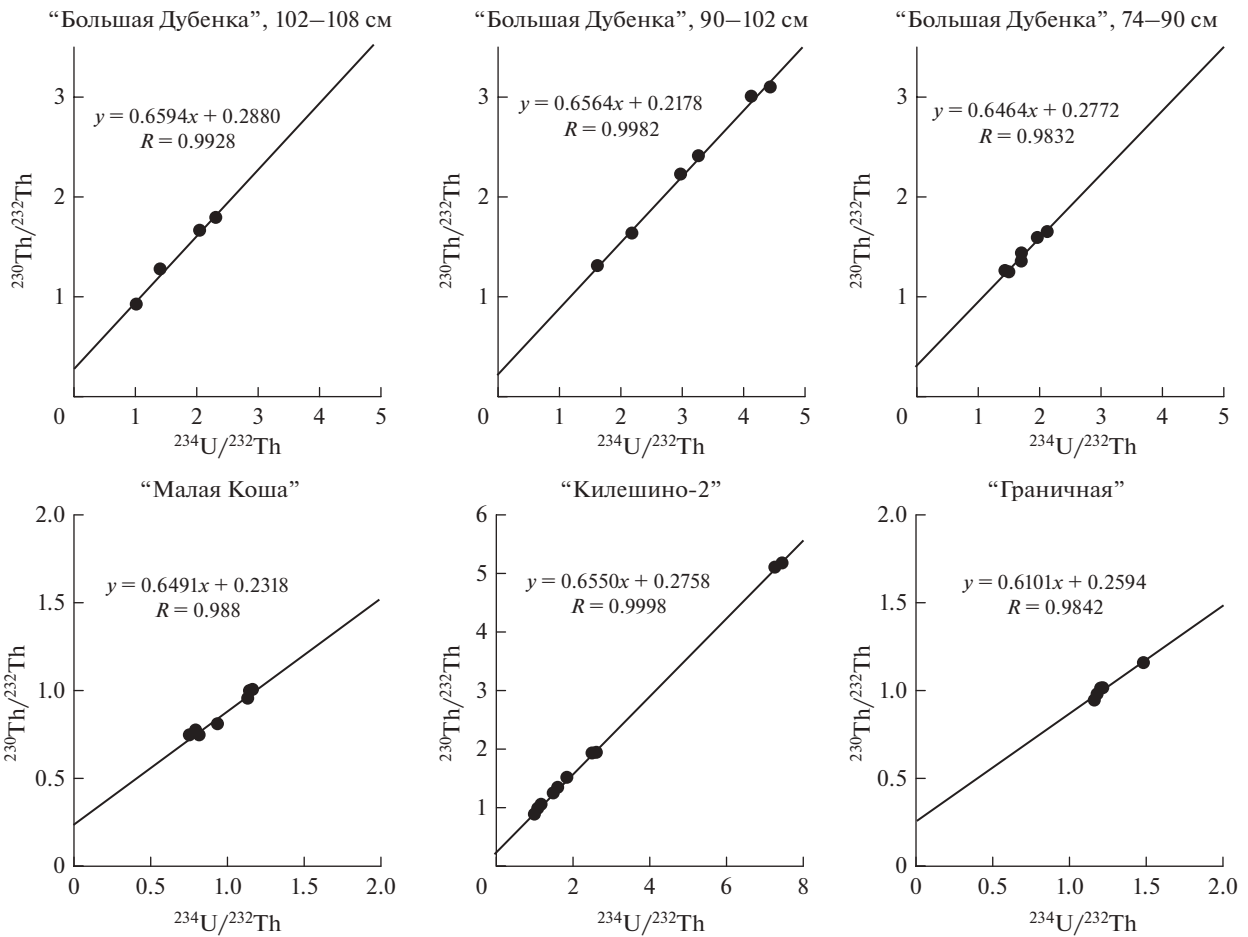 “Большая Дубенка”, 102–108 см
3
y = 0.6594x + 0.2880
R = 0.9928
2
1
²³⁰Th/²³²Th
0 1 2 3 4 5
²³⁴U/²³²Th
“Большая Дубенка”, 90–102 см
3
y = 0.6564x + 0.2178
R = 0.9982
2
1
²³⁰Th/²³²Th
0 1 2 3 4 5
²³⁴U/²³²Th
“Большая Дубенка”, 74–90 см
3
y = 0.6464x + 0.2772
R = 0.9832
2
1
²³⁰Th/²³²Th
0 1 2 3 4 5
²³⁴U/²³²Th
“Малая Коша”
2.0
1.5
y = 0.6491x + 0.2318
R = 0.988
1.0
0.5
0
²³⁰Th/²³²Th
0 0.5 1.0 1.5 2.0
²³⁴U/²³²Th
“Килешино-2”
6
5
y = 0.6550x + 0.2758
R = 0.9998
4
3
2
1
²³⁰Th/²³²Th
0 2 4 6 8
²³⁴U/²³²Th
“Граничная”
2.0
1.5
y = 0.6101x + 0.2594
R = 0.9842
1.0
0.5
0
²³⁰Th/²³²Th
0 0.5 1.0 1.5 2.0
²³⁴U/²³²Th